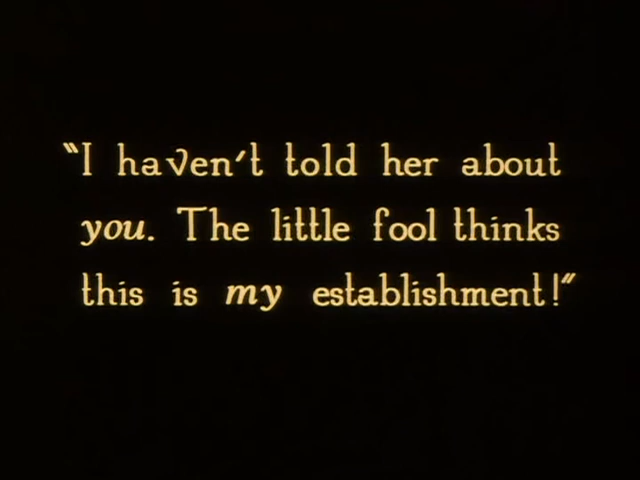 "I haven't told her about
you. The little fool thinks
this is my establishment!"